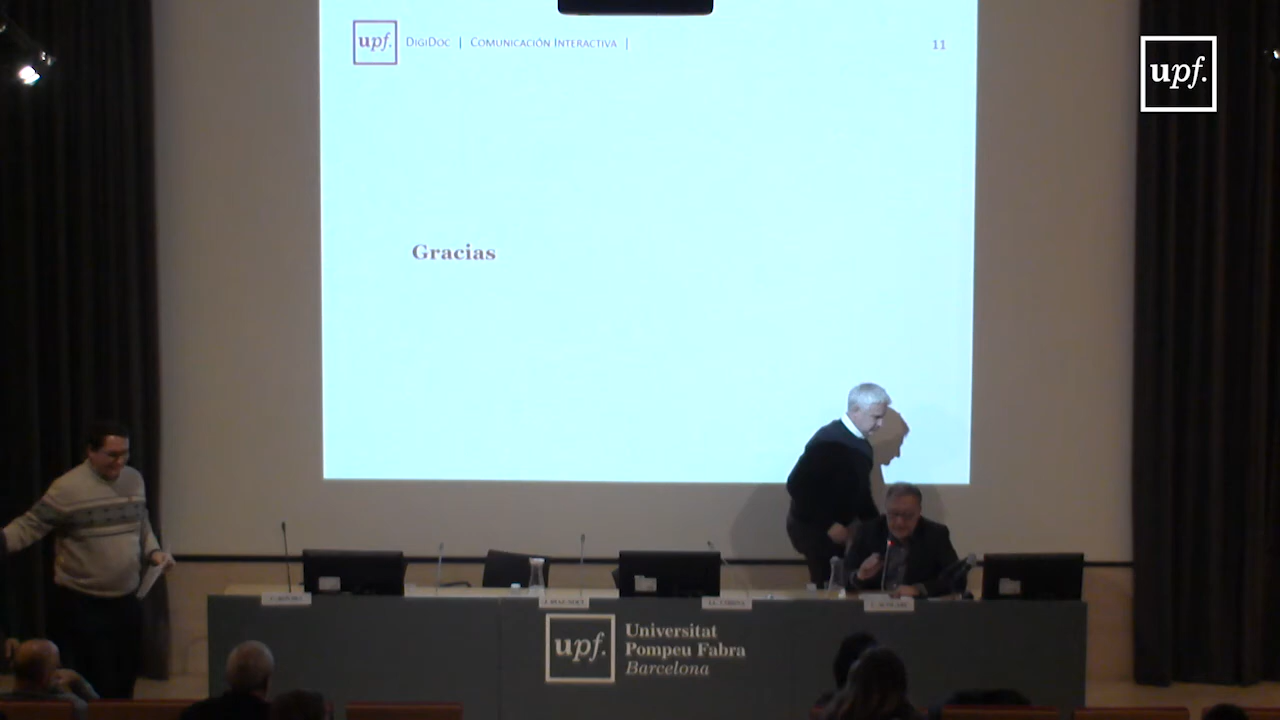 upf. DIGIDOC | COMUNICACIÓN INTERACTIVA |
11
upf.
Gracias
upf.
Universitat
Pompeu Fabra
Barcelona